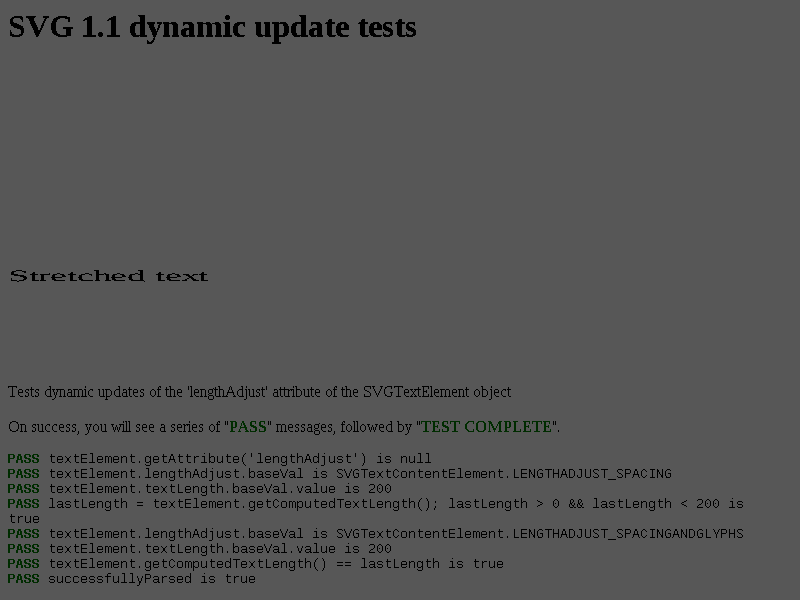 SVG 1.1 dynamic update tests
Stretched text
Tests dynamic updates of the 'lengthAdjust' attribute of the SVGTextElement object
On success, you will see a series of "PASS" messages, followed by "TEST COMPLETE".
PASS textElement.getAttribute('lengthAdjust') is null
PASS textElement.lengthAdjust.baseVal is SVGTextContentElement.LENGTHADJUST_SPACING
PASS textElement.textLength.baseVal.value is 200
PASS lastLength = textElement.getComputedTextLength(); lastLength > 0 && lastLength < 200 is
true
PASS textElement.lengthAdjust.baseVal is SVGTextContentElement.LENGTHADJUST_SPACINGANDGLYPHS
PASS textElement.textLength.baseVal.value is 200
PASS textElement.getComputedTextLength() == lastLength is true
PASS successfullyParsed is true